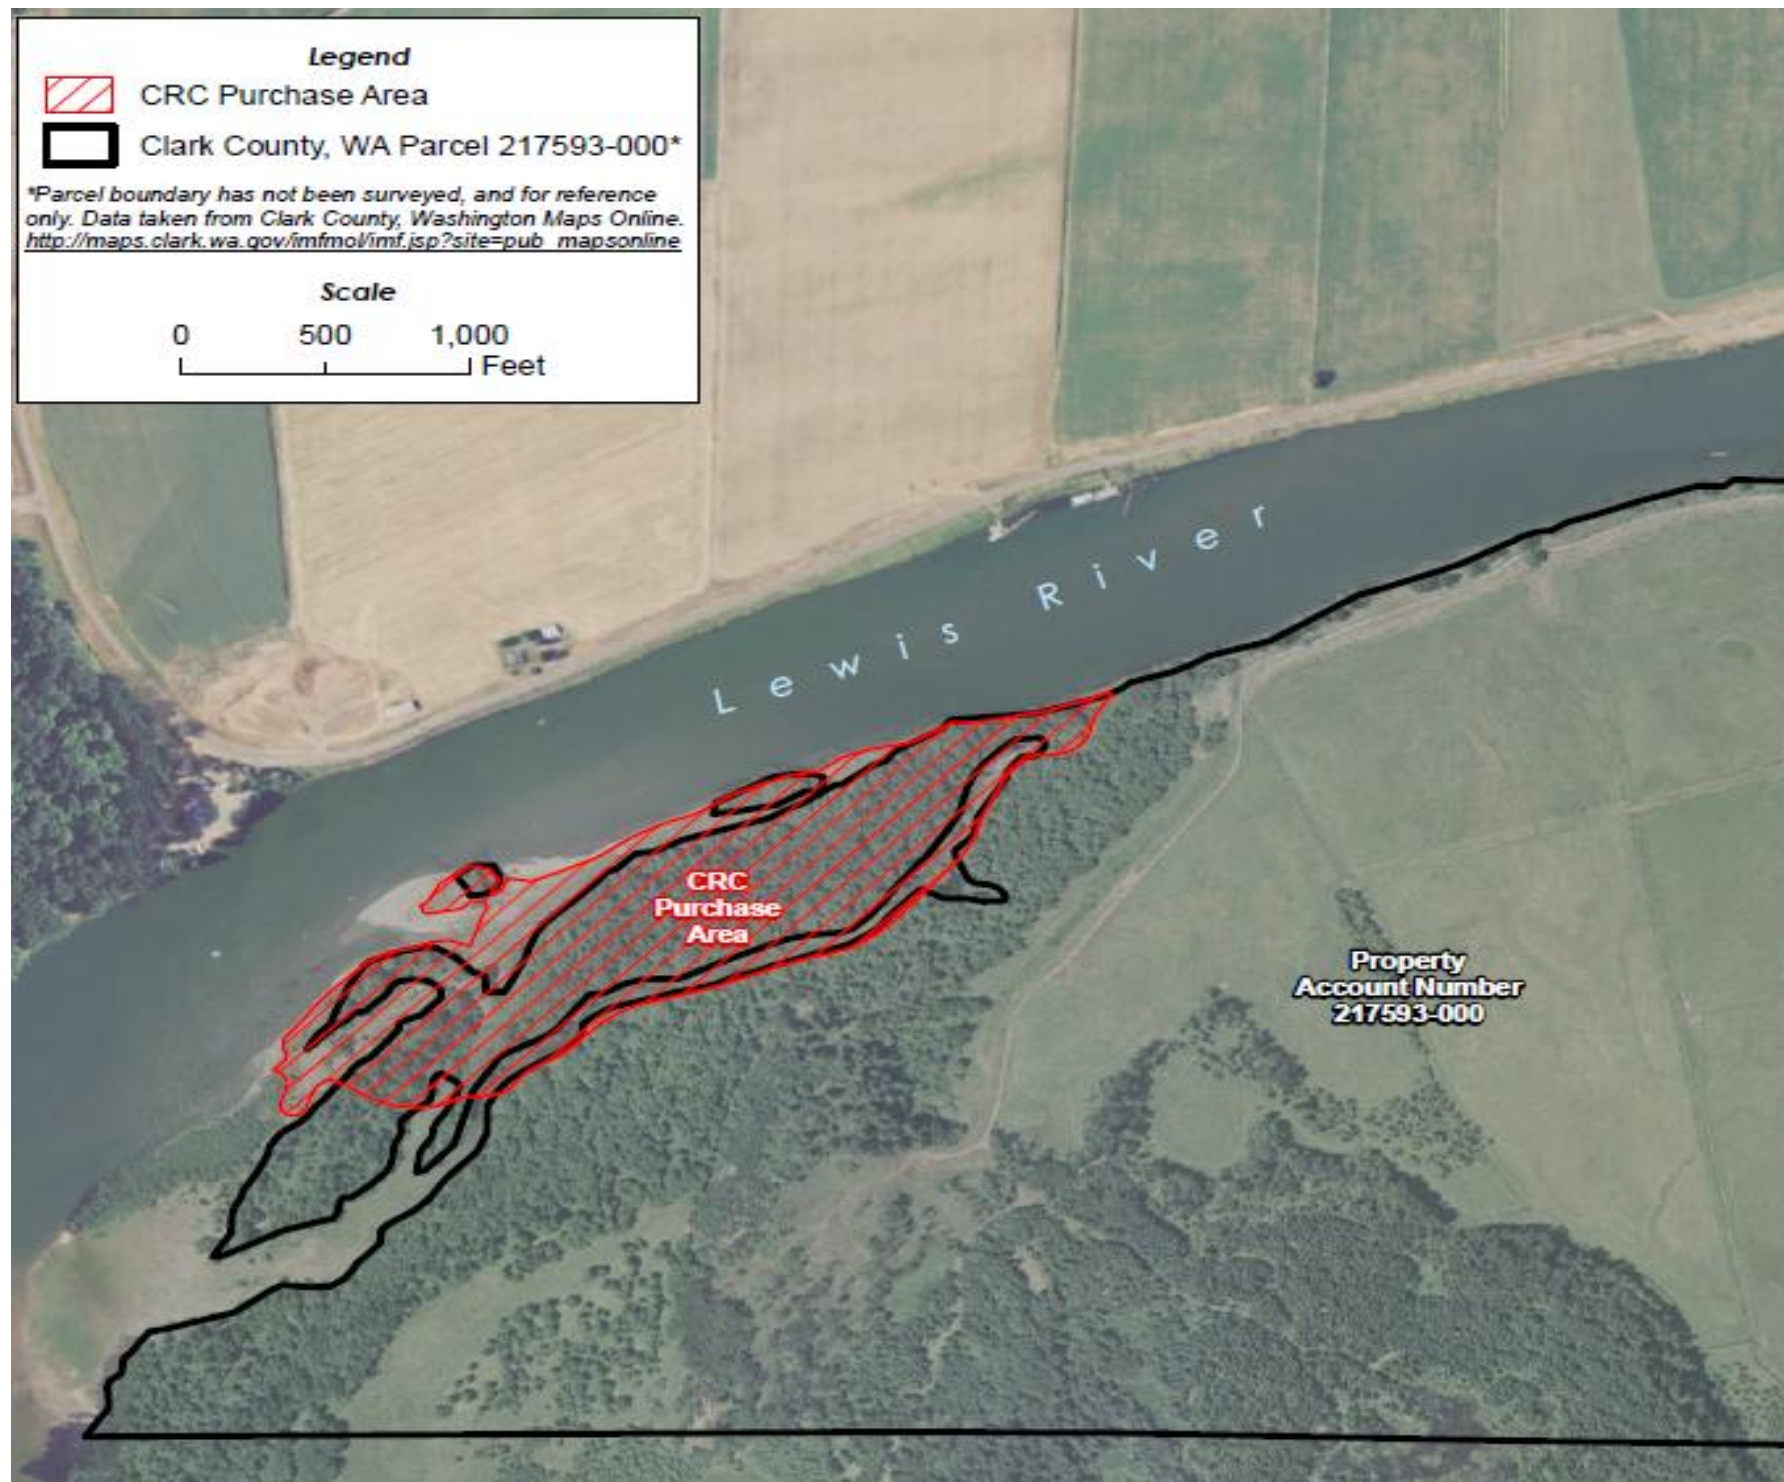 Legend
CRC Purchase Area
Clark County, WA Parcel 217593-000*
*Parcel boundary has not been surveyed, and for reference
only. Data taken from Clark County, Washington Maps Online.
http://maps.clark.wa.gov/imfmol/imf.jsp?site=pub_mapsonline
Scale
0 500 1,000
Feet
Lewis River
CRC
Purchase
Area
Property
Account Number
217593-000